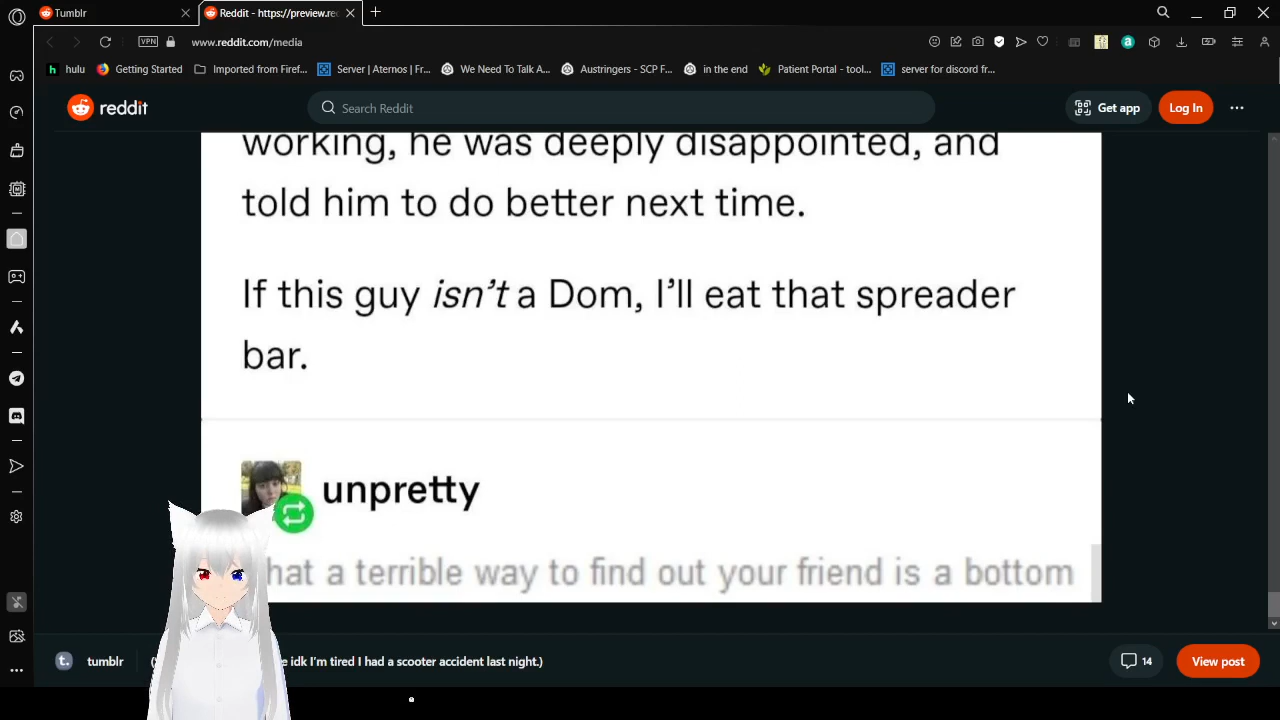 Tumblr
Reddit - https://preview.rec
VPN
www.reddit.com/media
hulu
Getting Started
Imported from Firef...
Server | Aternos | Fr...
We Need To Talk A...
Austringers - SCP F...
in the end
Patient Portal - tool...
server for discord fr...
reddit
Search Reddit
Get app
Log In
working, he was deeply disappointed, and
told him to do better next time.
If this guy isn't a Dom, I'll eat that spreader
bar.
unpretty
hat a terrible way to find out your friend is a bottom
t.
tumblr
e idk I'm tired I had a scooter accident last night.)
14
View post